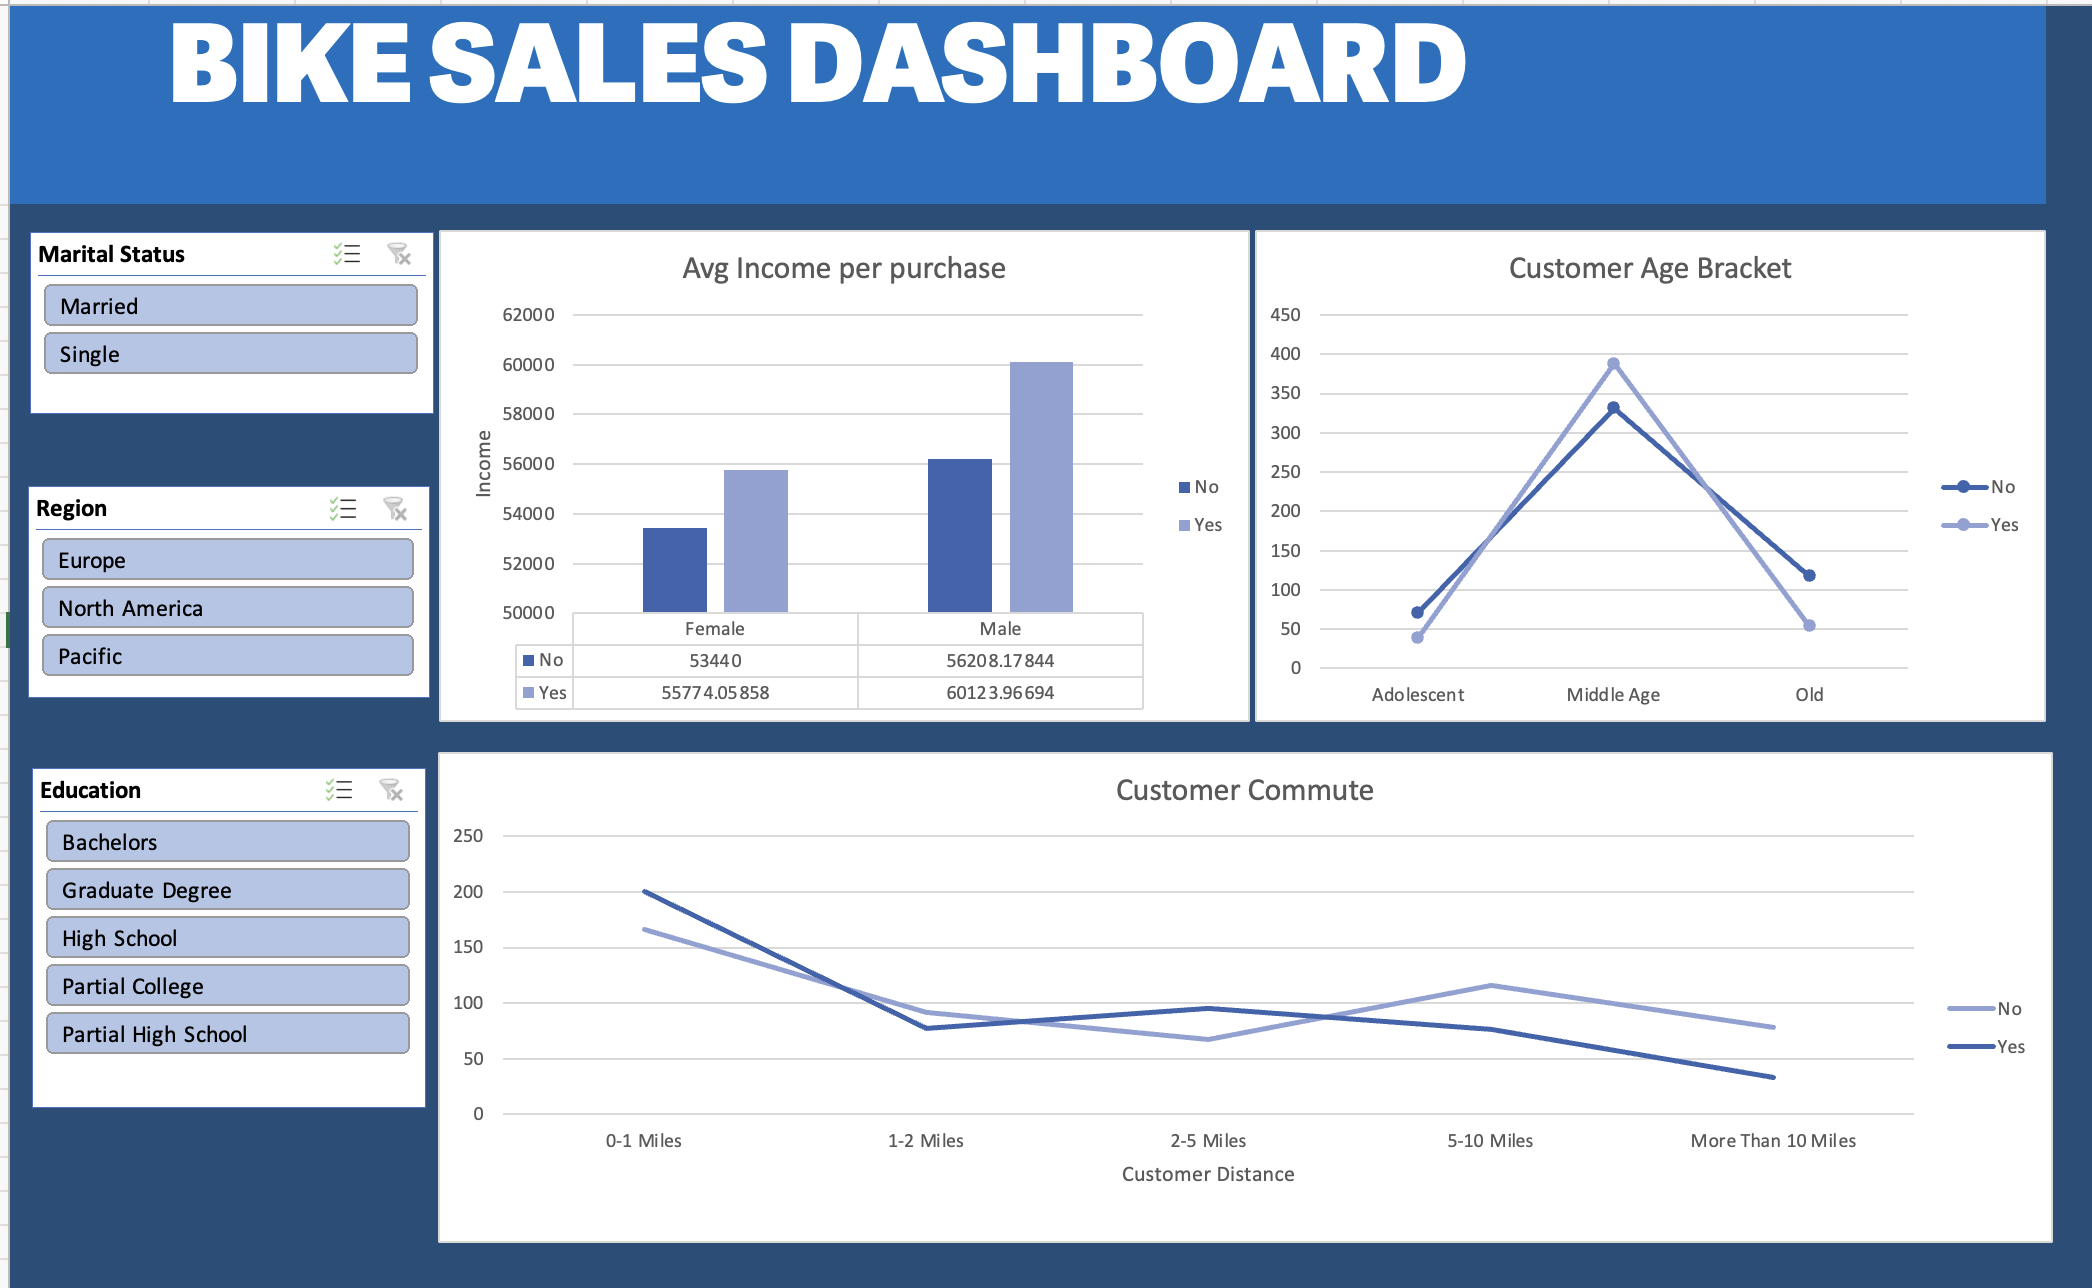 BIKE SALES DASHBOARD
Marital Status
Married
Single
Region
Europe
North America
Pacific
Education
Bachelors
Graduate Degree
High School
Partial College
Partial High School
Avg Income per purchase
Income
62000
60000
58000
56000
54000
52000
50000
Female Male
No 53440 56208.17844
Yes 55774.05858 60123.96694
No
Yes
Customer Age Bracket
450
400
350
300
250
200
150
100
50
0
Adolescent Middle Age Old
No
Yes
Customer Commute
250
200
150
100
50
0
0-1 Miles 1-2 Miles 2-5 Miles 5-10 Miles More Than 10 Miles
Customer Distance
No
Yes